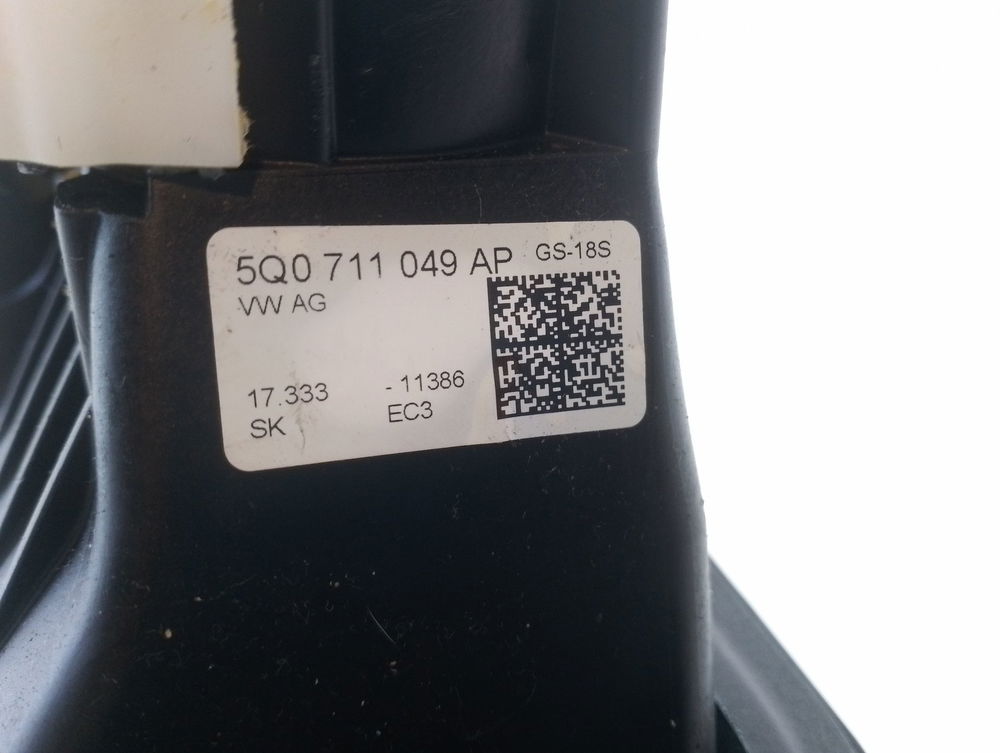 5Q0 711 049 AP GS-18S
VW AG
17.333 - 11386
SK EC3